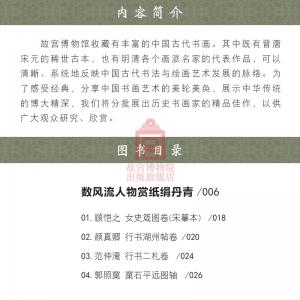 内容简介
故宫博物馆收藏有丰富的中国古代书画。其中既有晋唐
宋元的稀世古本，也有明清各个画派名家的代表作品，可以
清晰、系统地反映中国古代书法与绘画艺术发展的脉络。为
了感受经典，分享中国书画艺术的美轮美奂，展示中华传统
的博大精深，我们将分批展出历史书画家的精品佳作，以供
广大观众研究、欣赏。
图书目录
故宫博物院
出版旗舰店
数风流人物赏纸绢丹青 /006
01. 顾恺之 女史箴图卷(宋摹本) /018
02. 颜真卿 行书湖州帖卷 /020
03. 范仲淹 行书二札卷 /024
04. 郭熙 窠石平远图轴 /026